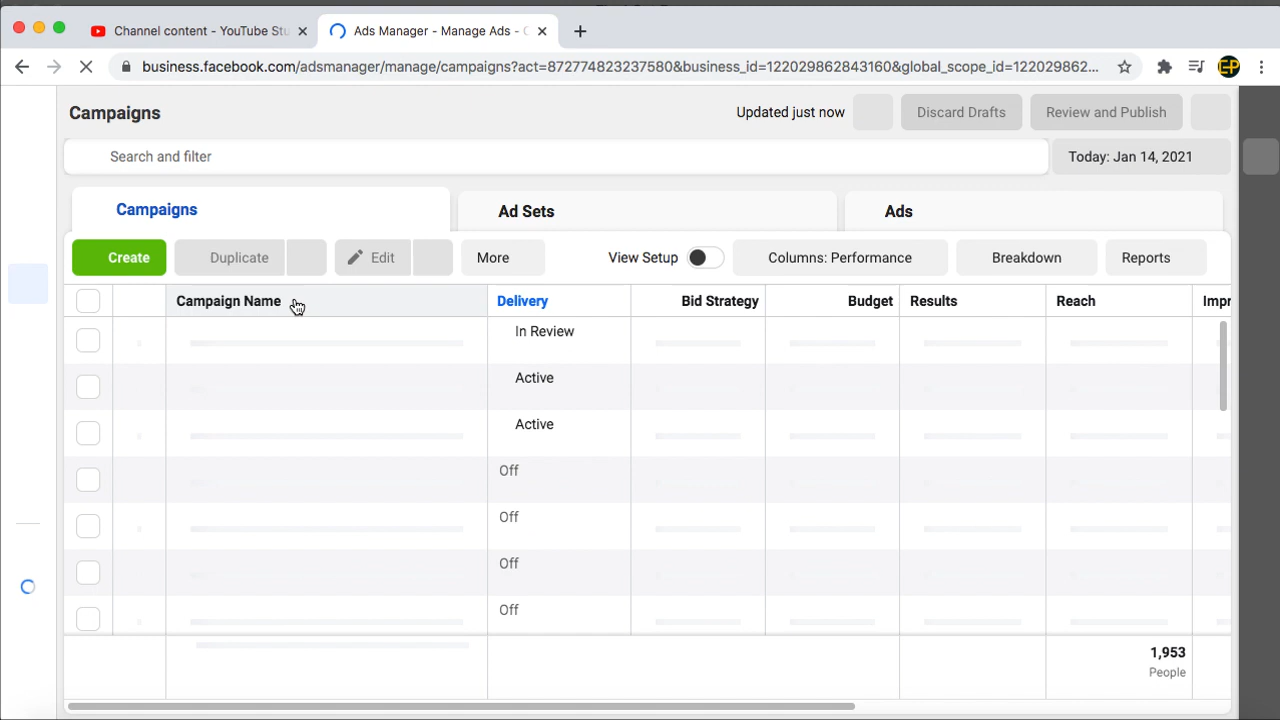 Channel content - YouTube Stu
Ads Manager - Manage Ads - C
business.facebook.com/adsmanager/manage/campaigns?act=872774823237580&business_id=122029862843160&global_scope_id=122029862...
EP
Campaigns
Updated just now
Discard Drafts
Review and Publish
Search and filter
Today: Jan 14, 2021
Campaigns
Ad Sets
Ads
Create
Duplicate
Edit
More
View Setup
Columns: Performance
Breakdown
Reports
Campaign Name
Delivery
Bid Strategy
Budget
Results
Reach
Impr
In Review
Active
Active
Off
Off
Off
Off
1,953
People